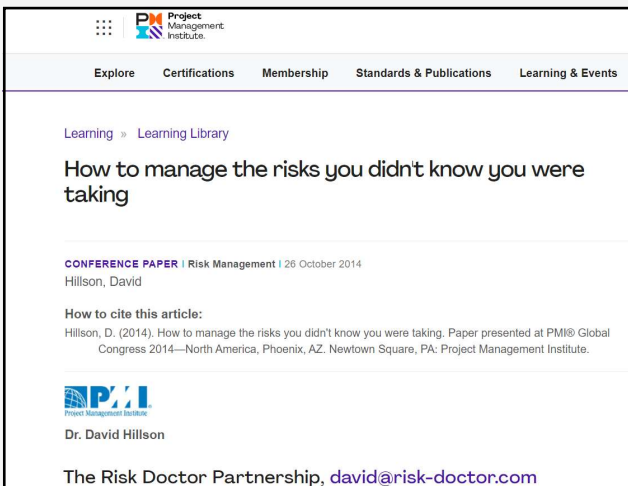 Project
Management
Institute.
Explore Certifications Membership Standards & Publications Learning & Events
Learning » Learning Library
How to manage the risks you didn't know you were
taking
CONFERENCE PAPER | Risk Management | 26 October 2014
Hillson, David
How to cite this article:
Hillson, D. (2014). How to manage the risks you didn't know you were taking. Paper presented at PMI® Global
Congress 2014—North America, Phoenix, AZ. Newtown Square, PA: Project Management Institute.
PMI
Project Management Institute
Dr. David Hillson
The Risk Doctor Partnership, david@risk-doctor.com